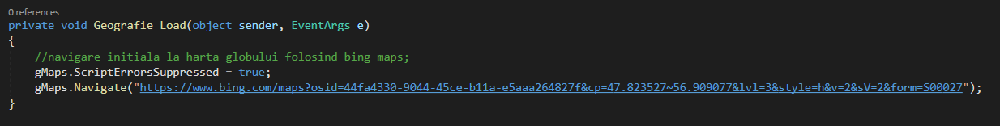 0 references
private void Geografie_Load(object sender, EventArgs e)
{
//navigare initiala la harta globului folosind bing maps;
gMaps.ScriptErrorsSuppressed = true;
gMaps.Navigate("https://www.bing.com/maps?osid=44fa4330-9044-45ce-b11a-e5aaa264827f&cp=47.823527~56.909077&lvl=3&style=h&v=2&sV=2&form=S00027");
}